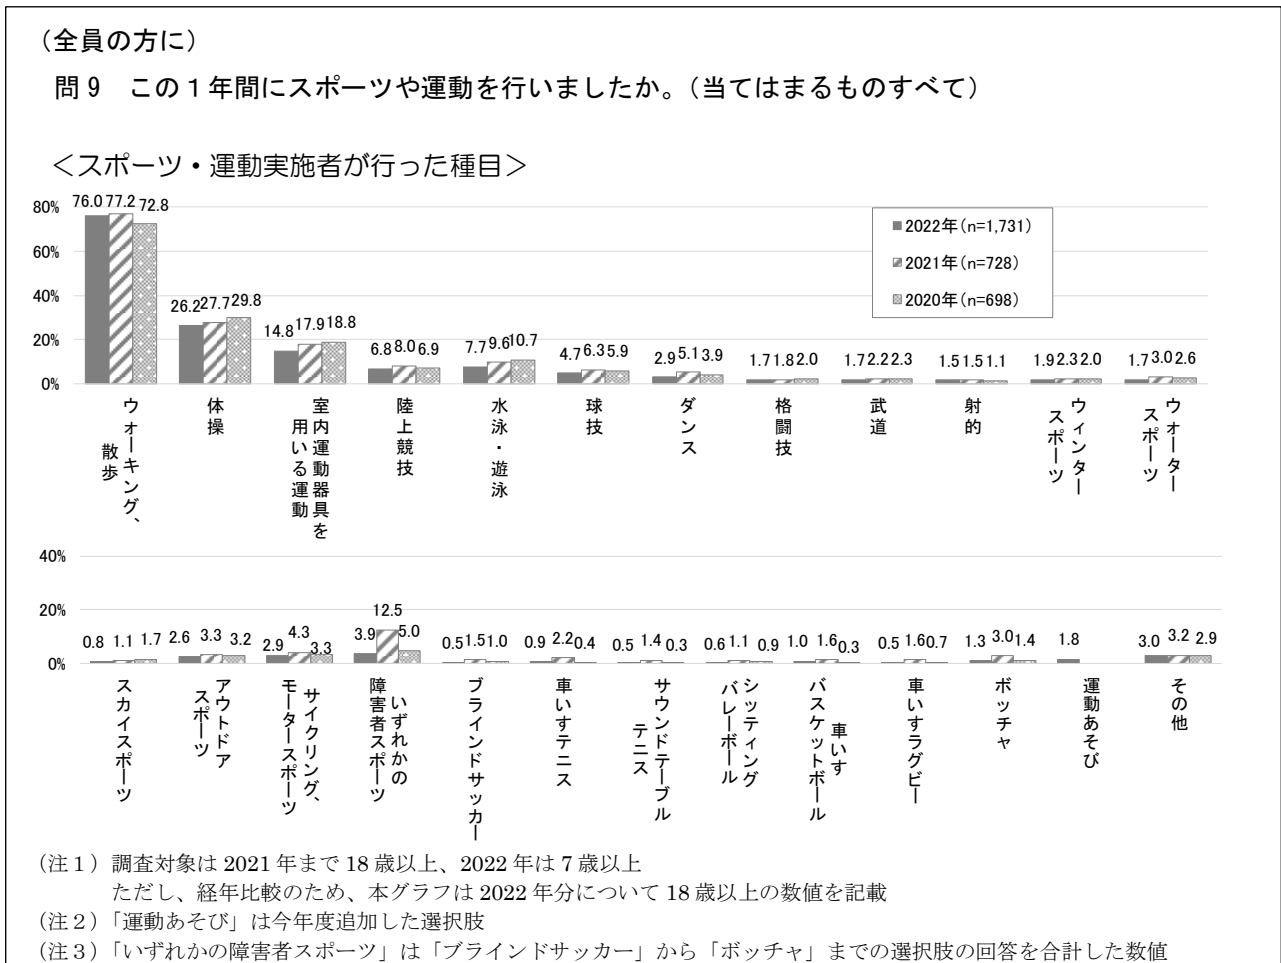 （全員の方に）
問９　この１年間にスポーツや運動を行いましたか。（当てはまるものすべて）
＜スポーツ・運動実施者が行った種目＞
80%
60%
40%
20%
0%
76.0 77.2 72.8
26.2 27.7 29.8
14.8 17.9 18.8
6.8 8.0 6.9
7.7 9.6 10.7
4.7 6.3 5.9
2.9 5.1 3.9
1.7 1.8 2.0
1.7 2.2 2.3
1.5 1.5 1.1
1.9 2.3 2.0
1.7 3.0 2.6
2022年（n=1,731）
2021年（n=728）
2020年（n=698）
ウォーキング、
散歩
体操
室内運動器具を
用いる運動
陸上競技
水泳・遊泳
球技
ダンス
格闘技
武道
射的
ウィンター
スポーツ
ウォーター
スポーツ
40%
20%
0%
0.8 1.1 1.7
2.6 3.3 3.2
2.9 4.3 3.3
3.9 12.5 5.0
0.5 1.5 1.0
0.9 2.2 0.4
0.5 1.4 0.3
0.6 1.1 0.9
1.0 1.6 0.3
0.5 1.6 0.7
1.3 3.0 1.4
1.8
3.0 3.2 2.9
スカイスポーツ
アウトドア
スポーツ
サイクリング、
モータースポーツ
いずれかの
障害者スポーツ
ブラインドサッカー
車いすテニス
サウンドテーブル
テニス
シッティング
バレーボール
車いす
バスケットボール
車いすラグビー
ボッチャ
運動あそび
その他
（注１）調査対象は 2021 年まで 18 歳以上、2022 年は 7 歳以上
ただし、経年比較のため、本グラフは 2022 年分について 18 歳以上の数値を記載
（注２）「運動あそび」は今年度追加した選択肢
（注３）「いずれかの障害者スポーツ」は「ブラインドサッカー」から「ボッチャ」までの選択肢の回答を合計した数値